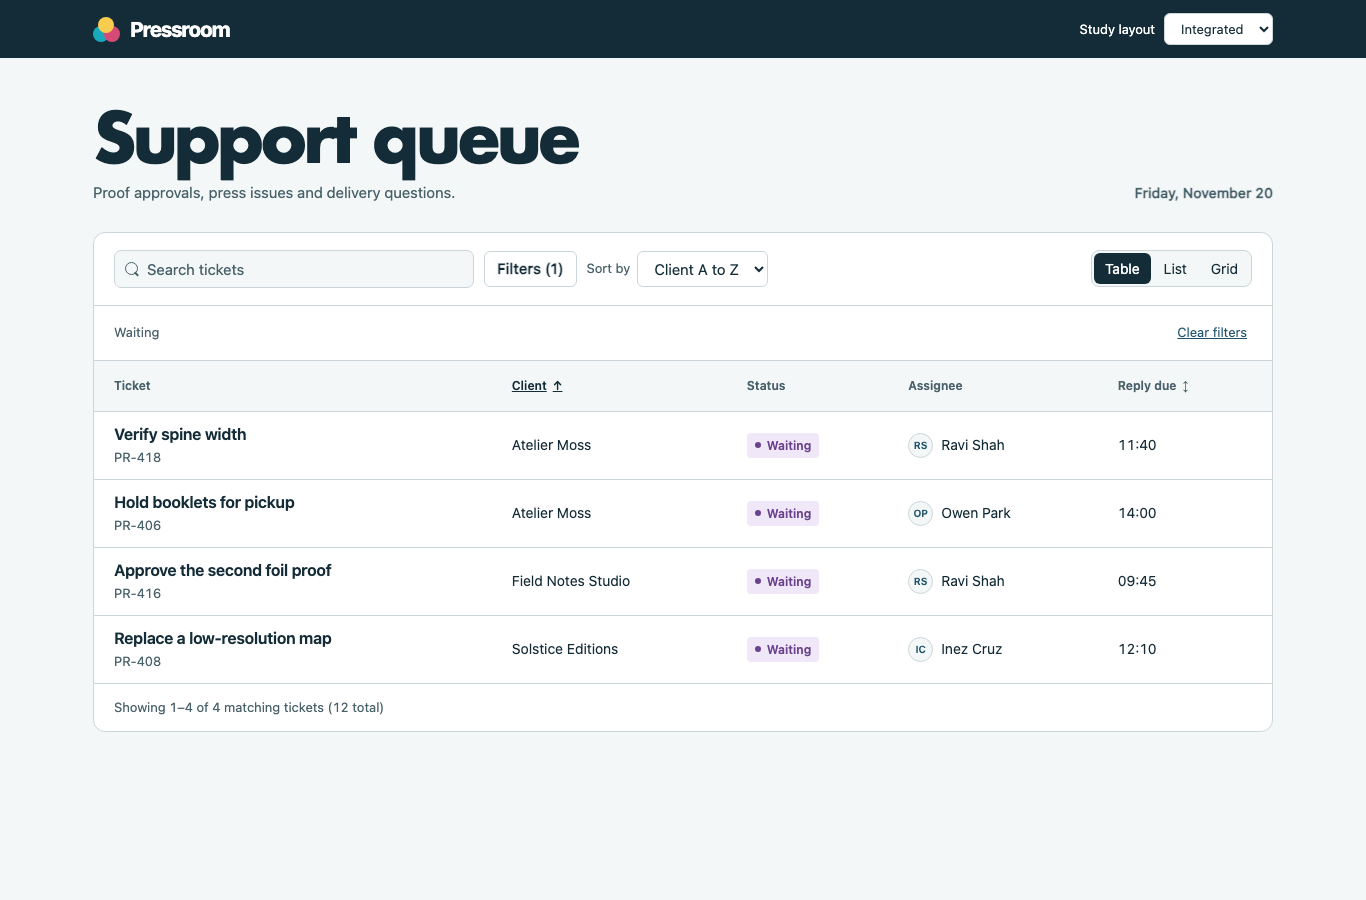 Pressroom
Study layout Integrated
Support queue
Proof approvals, press issues and delivery questions.
Friday, November 20
Search tickets Filters (1) Sort by Client A to Z Table List Grid
Waiting Clear filters
Ticket Client ↑ Status Assignee Reply due ↕
Verify spine width
PR-418
Atelier Moss Waiting RS Ravi Shah 11:40
Hold booklets for pickup
PR-406
Atelier Moss Waiting OP Owen Park 14:00
Approve the second foil proof
PR-416
Field Notes Studio Waiting RS Ravi Shah 09:45
Replace a low-resolution map
PR-408
Solstice Editions Waiting IC Inez Cruz 12:10
Showing 1–4 of 4 matching tickets (12 total)